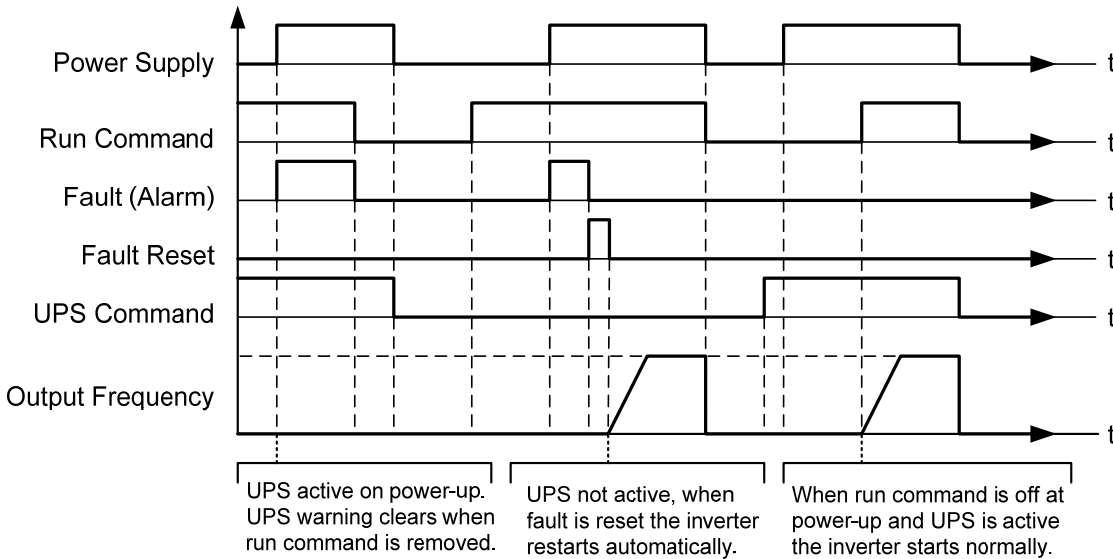 Power Supply
t
Run Command
t
Fault (Alarm)
t
Fault Reset
t
UPS Command
t
Output Frequency
t
UPS active on power-up.
UPS warning clears when
run command is removed.
UPS not active, when
fault is reset the inverter
restarts automatically.
When run command is off at
power-up and UPS is active
the inverter starts normally.